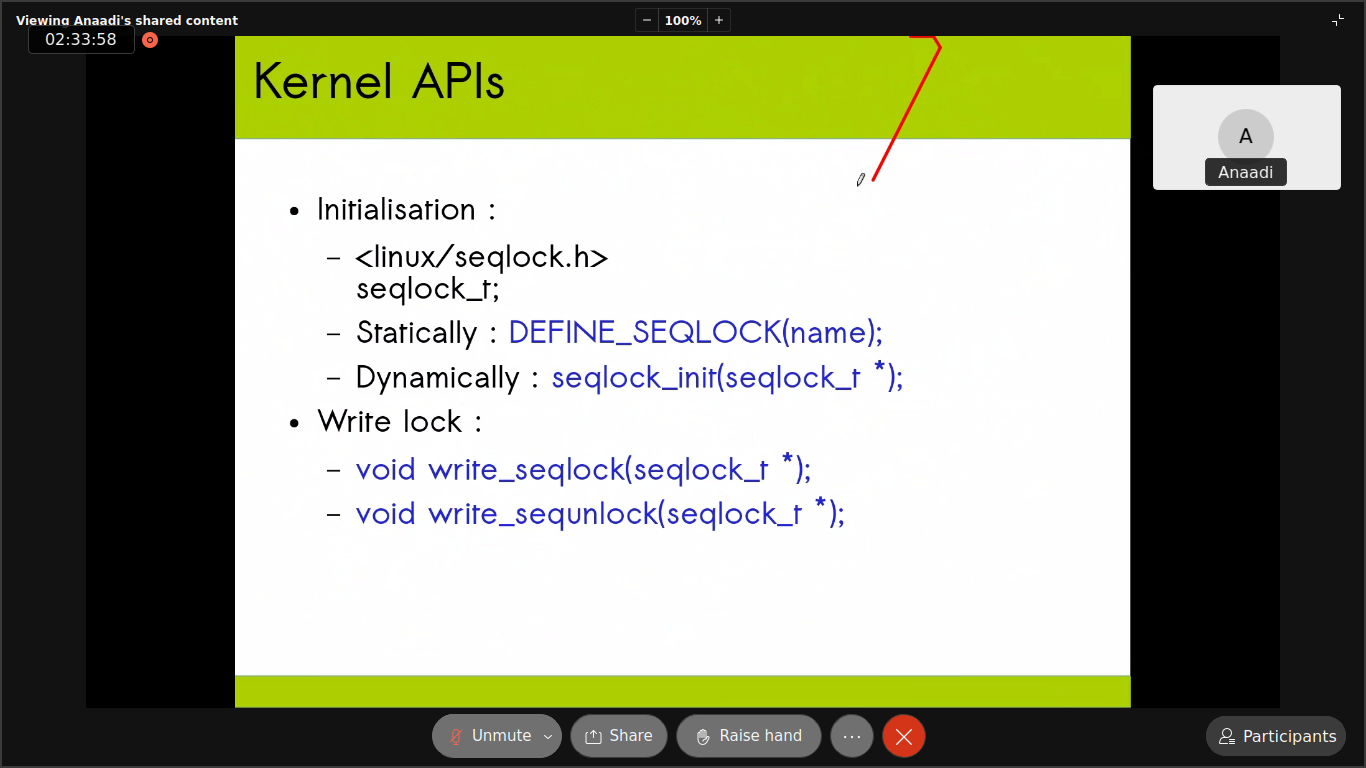 Viewing Anaadi's shared content
− 100% +
02:33:58
Kernel APIs
A
Anaadi
• Initialisation :
– <linux/seqlock.h>
seqlock_t;
– Statically : DEFINE_SEQLOCK(name);
– Dynamically : seqlock_init(seqlock_t *);
• Write lock :
– void write_seqlock(seqlock_t *);
– void write_sequnlock(seqlock_t *);
Unmute Share Raise hand ... Participants